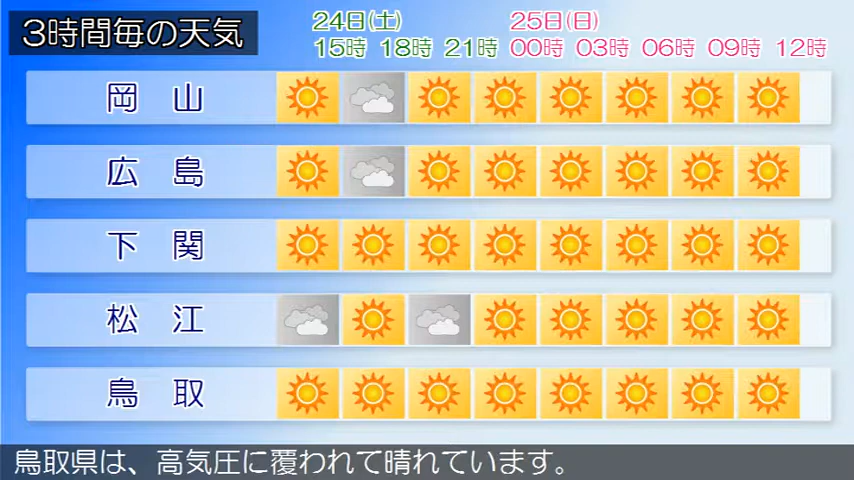 3時間毎の天気
24日(土) 25日(日)
15時 18時 21時 00時 03時 06時 09時 12時
岡 山
広 島
下 関
松 江
鳥 取
鳥取県は、高気圧に覆われて晴れています。